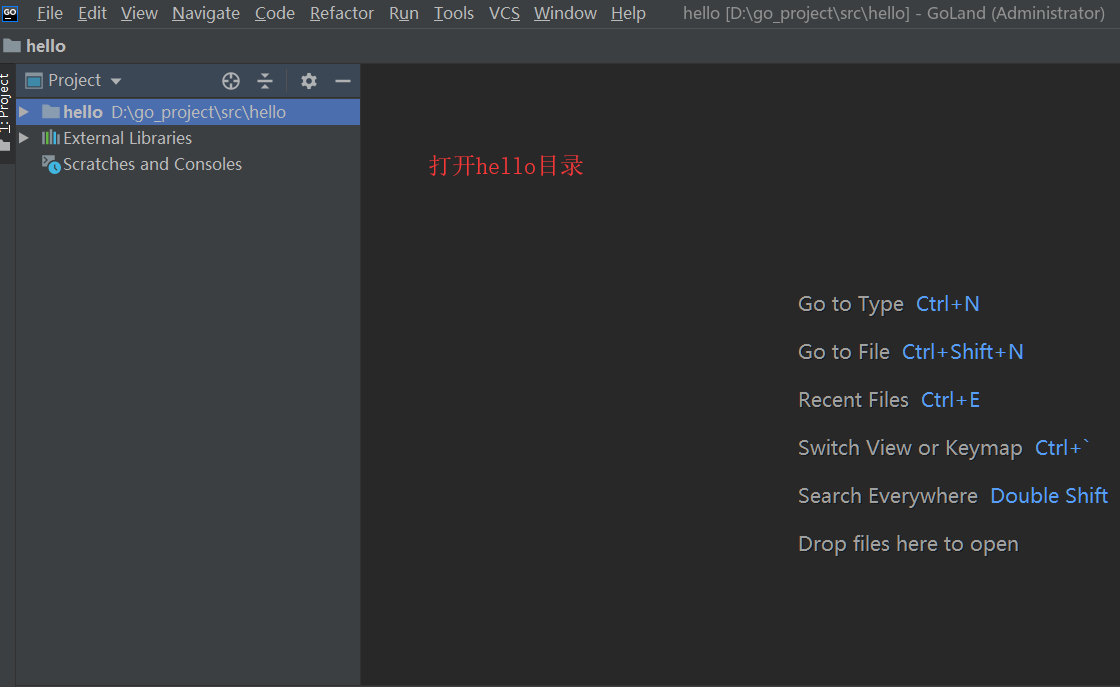 GO File Edit View Navigate Code Refactor Run Tools VCS Window Help hello [D:\go_project\src\hello] - GoLand (Administrator)
hello
1: Project
Project
hello D:\go_project\src\hello
External Libraries
Scratches and Consoles
打开hello目录
Go to Type Ctrl+N
Go to File Ctrl+Shift+N
Recent Files Ctrl+E
Switch View or Keymap Ctrl+`
Search Everywhere Double Shift
Drop files here to open